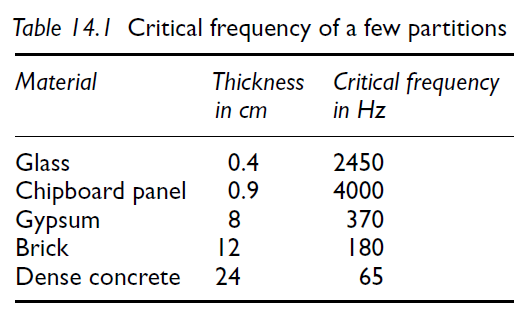 Table 14.1 Critical frequency of a few partitions
Material Thickness Critical frequency
in cm in Hz
Glass 0.4 2450
Chipboard panel 0.9 4000
Gypsum 8 370
Brick 12 180
Dense concrete 24 65